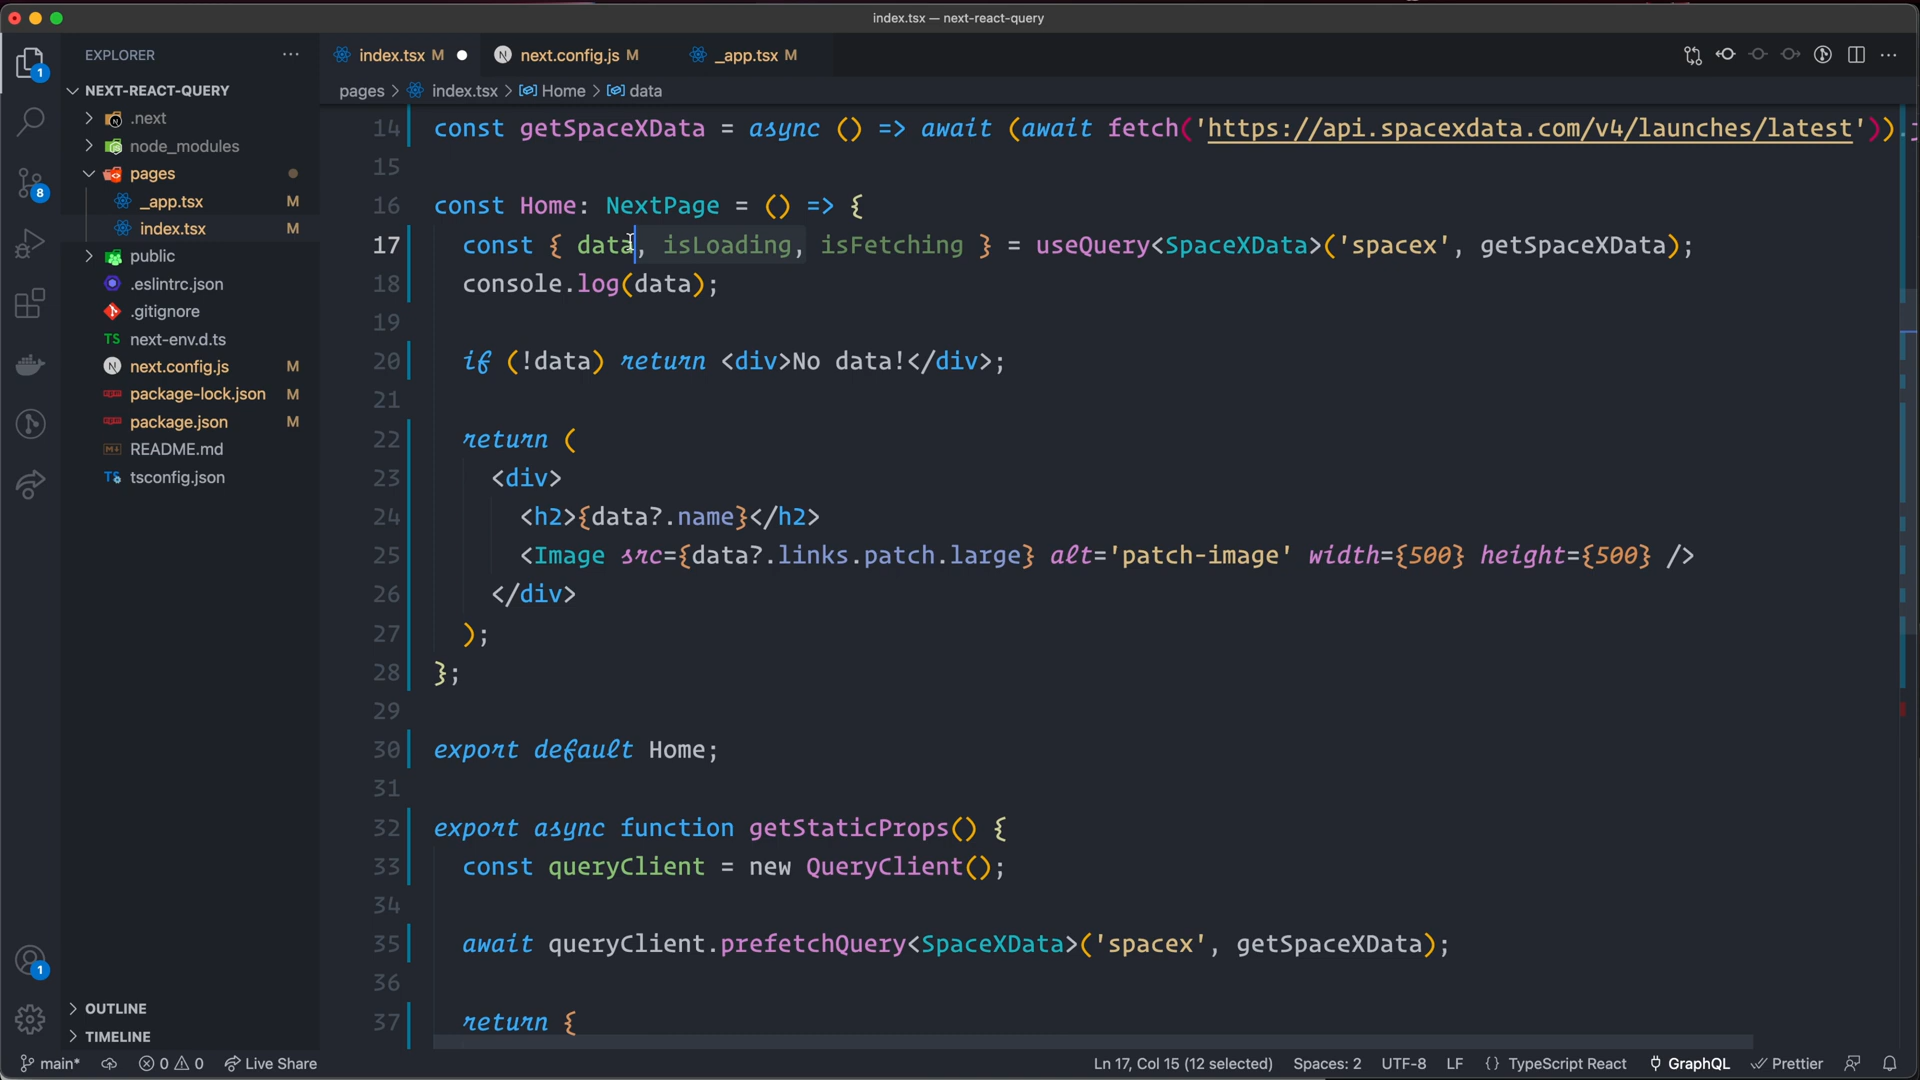 index.tsx — next-react-query
1
EXPLORER
index.tsx M
next.config.js M
_app.tsx M
NEXT-REACT-QUERY
pages > index.tsx > Home > data
.next
node_modules
pages
_app.tsx M
index.tsx M
public
.eslintrc.json
.gitignore
TS next-env.d.ts
next.config.js M
package-lock.json M
package.json M
README.md
TS tsconfig.json
8
14 const getSpaceXData = async () => await (await fetch('https://api.spacexdata.com/v4/launches/latest')).
15
16 const Home: NextPage = () => {
17 const { data, isLoading, isFetching } = useQuery<SpaceXData>('spacex', getSpaceXData);
18 console.log(data);
19
20 if (!data) return <div>No data!</div>;
21
22 return (
23 <div>
24 <h2>{data?.name}</h2>
25 <Image src={data?.links.patch.large} alt='patch-image' width={500} height={500} />
26 </div>
27 );
28 };
29
30 export default Home;
31
32 export async function getStaticProps() {
33 const queryClient = new QueryClient();
34
35 await queryClient.prefetchQuery<SpaceXData>('spacex', getSpaceXData);
36
37 return {
1
OUTLINE
TIMELINE
main* 0 0 Live Share
Ln 17, Col 15 (12 selected) Spaces: 2 UTF-8 LF {} TypeScript React GraphQL Prettier